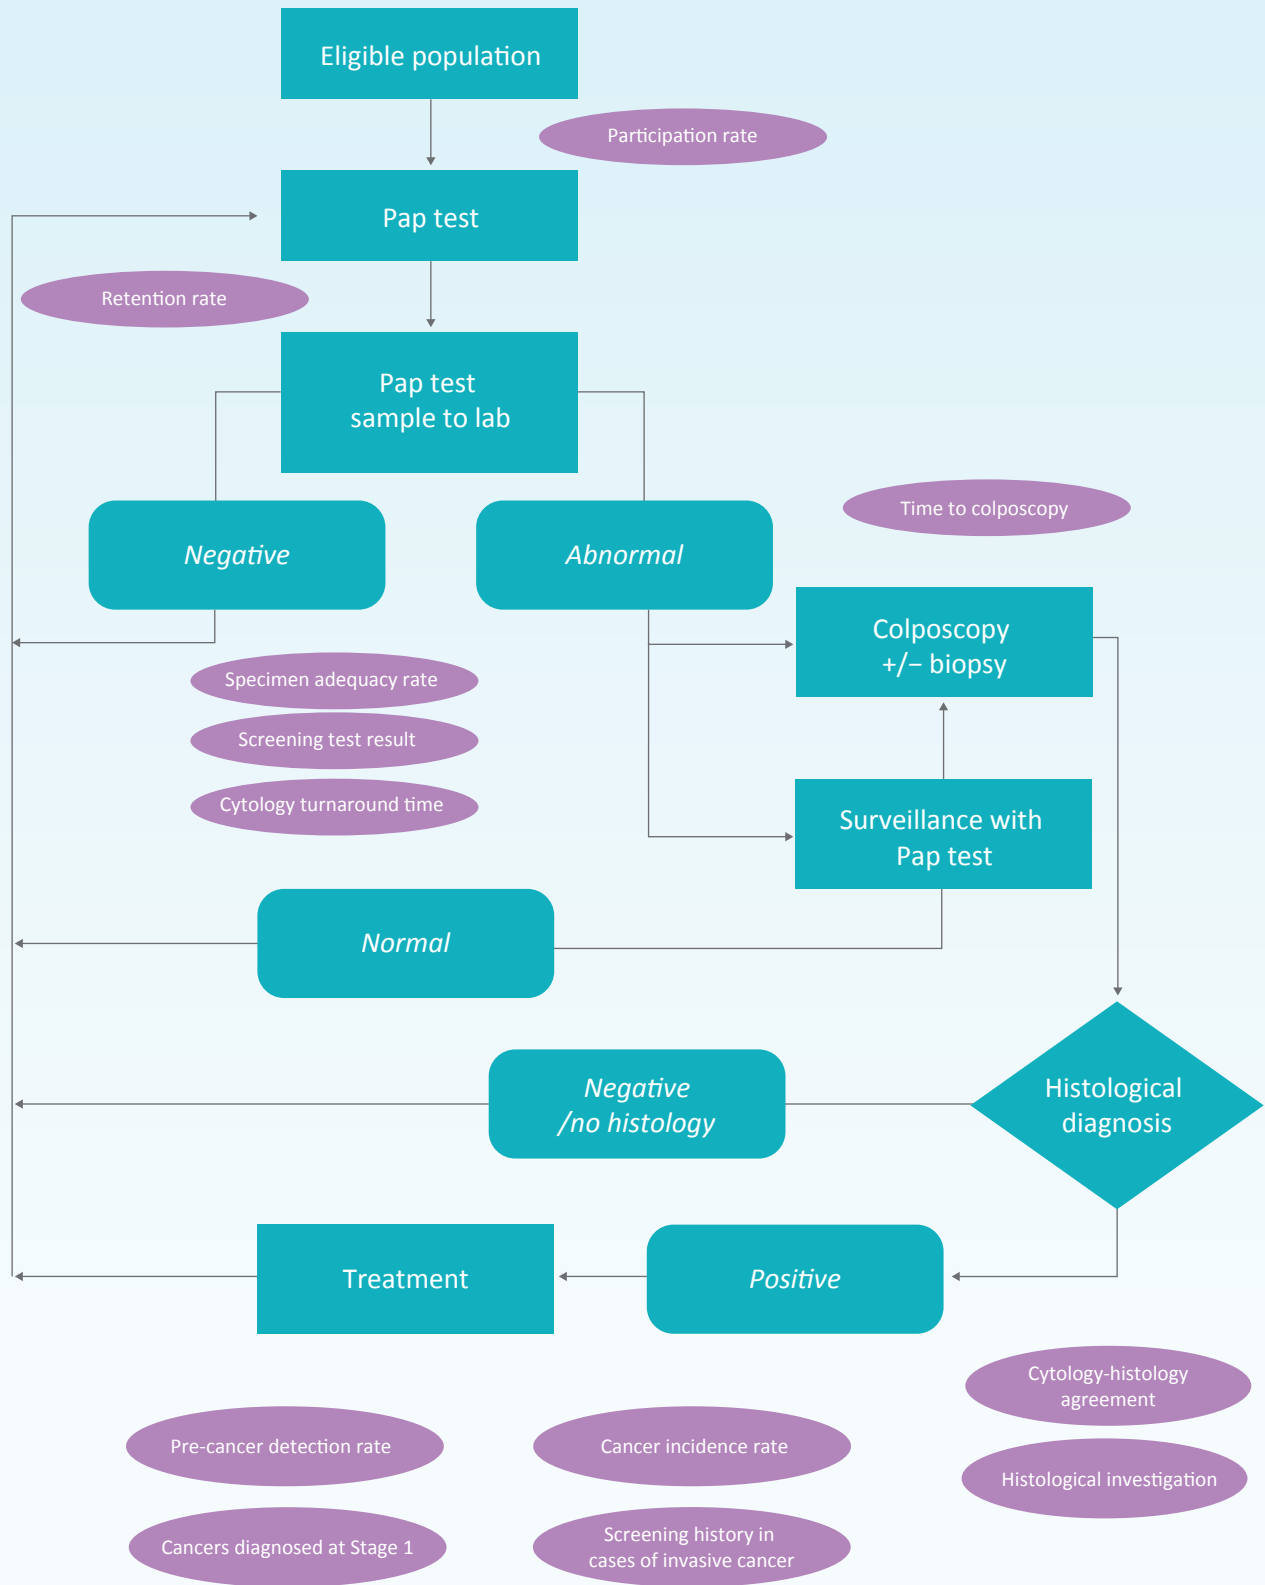 Eligible population
Participation rate
Pap test
Retention rate
Pap test
sample to lab
Time to colposcopy
Negative
Abnormal
Colposcopy
+/− biopsy
Specimen adequacy rate
Screening test result
Cytology turnaround time
Surveillance with
Pap test
Normal
Negative
/no histology
Histological
diagnosis
Treatment
Positive
Cytology-histology
agreement
Pre-cancer detection rate
Cancer incidence rate
Histological investigation
Cancers diagnosed at Stage 1
Screening history in
cases of invasive cancer